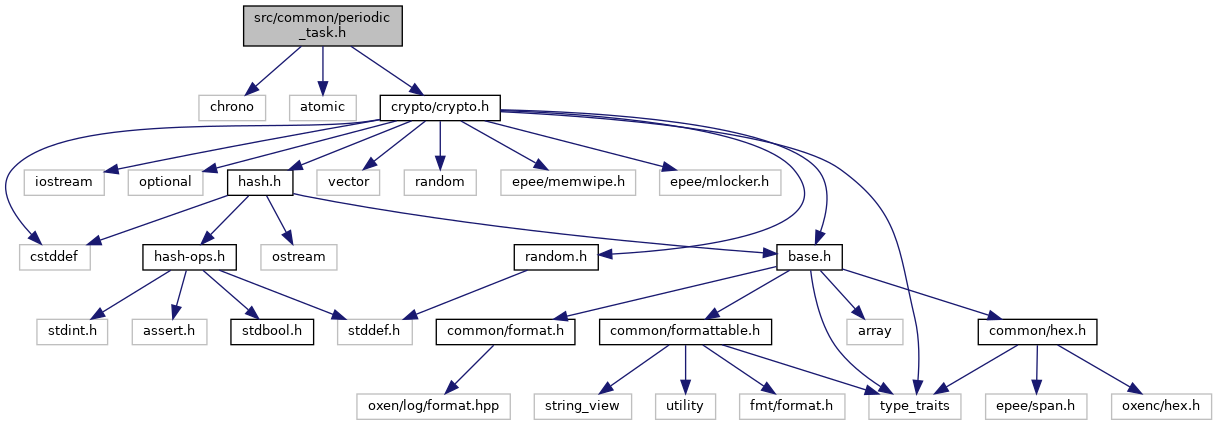 src/common/periodic
_task.h
chrono
atomic
crypto/crypto.h
iostream
optional
hash.h
vector
random
epee/memwipe.h
epee/mlocker.h
cstddef
hash-ops.h
ostream
random.h
base.h
stdint.h
assert.h
stdbool.h
stddef.h
common/format.h
common/formattable.h
array
common/hex.h
oxen/log/format.hpp
string_view
utility
fmt/format.h
type_traits
epee/span.h
oxenc/hex.h